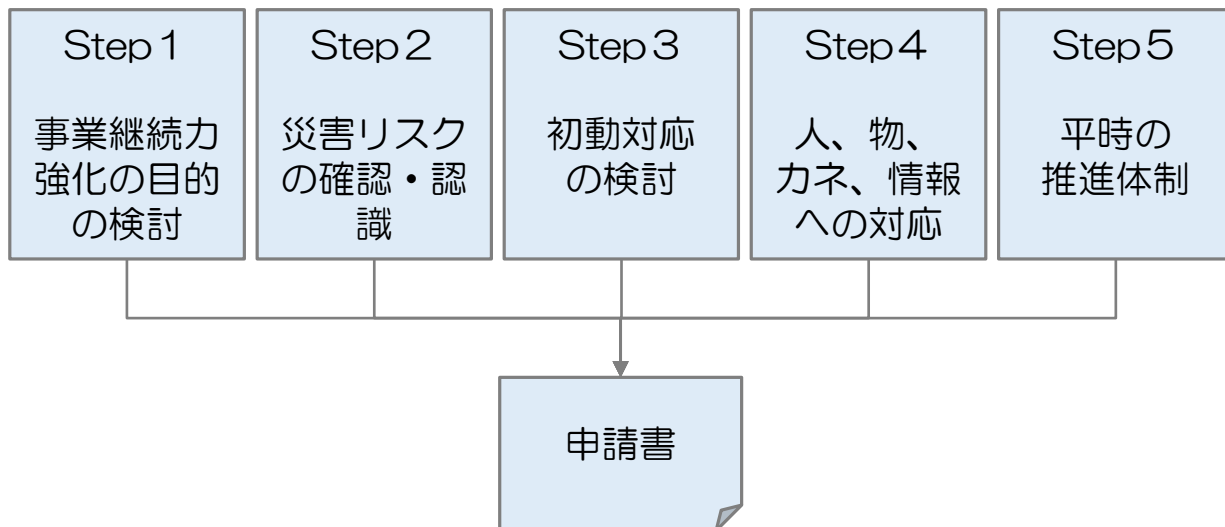 Step１
事業継続力
強化の目的
の検討
Step２
災害リスク
の確認・認
識
Step３
初動対応
の検討
Step４
人、物、
カネ、情報
への対応
Step５
平時の
推進体制
申請書